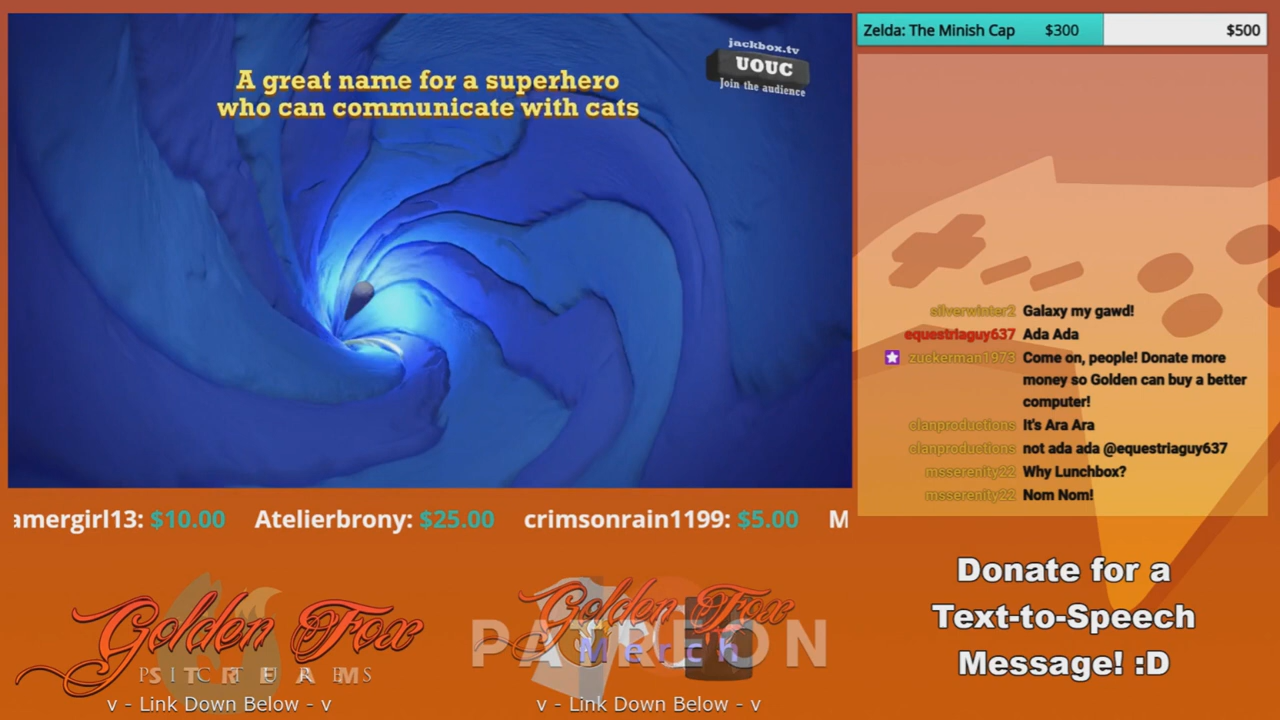 Zelda: The Minish Cap $300 $500
jackbox.tv
UOUC
Join the audience
A great name for a superhero
who can communicate with cats
silverwinter2 Galaxy my gawd!
equestriaguy637 Ada Ada
zuckerman1973 Come on, people! Donate more
money so Golden can buy a better
computer!
clanproductions It's Ara Ara
clanproductions not ada ada @equestriaguy637
msserenity22 Why Lunchbox?
msserenity22 Nom Nom!
amergirl13: $10.00 Atelierbrony: $25.00 crimsonrain1199: $5.00 M
Donate for a
Text-to-Speech
Message! :D
Golden Fox
Golden Fox
PATREON
Merch
v - Link Down Below - v
v - Link Down Below - v